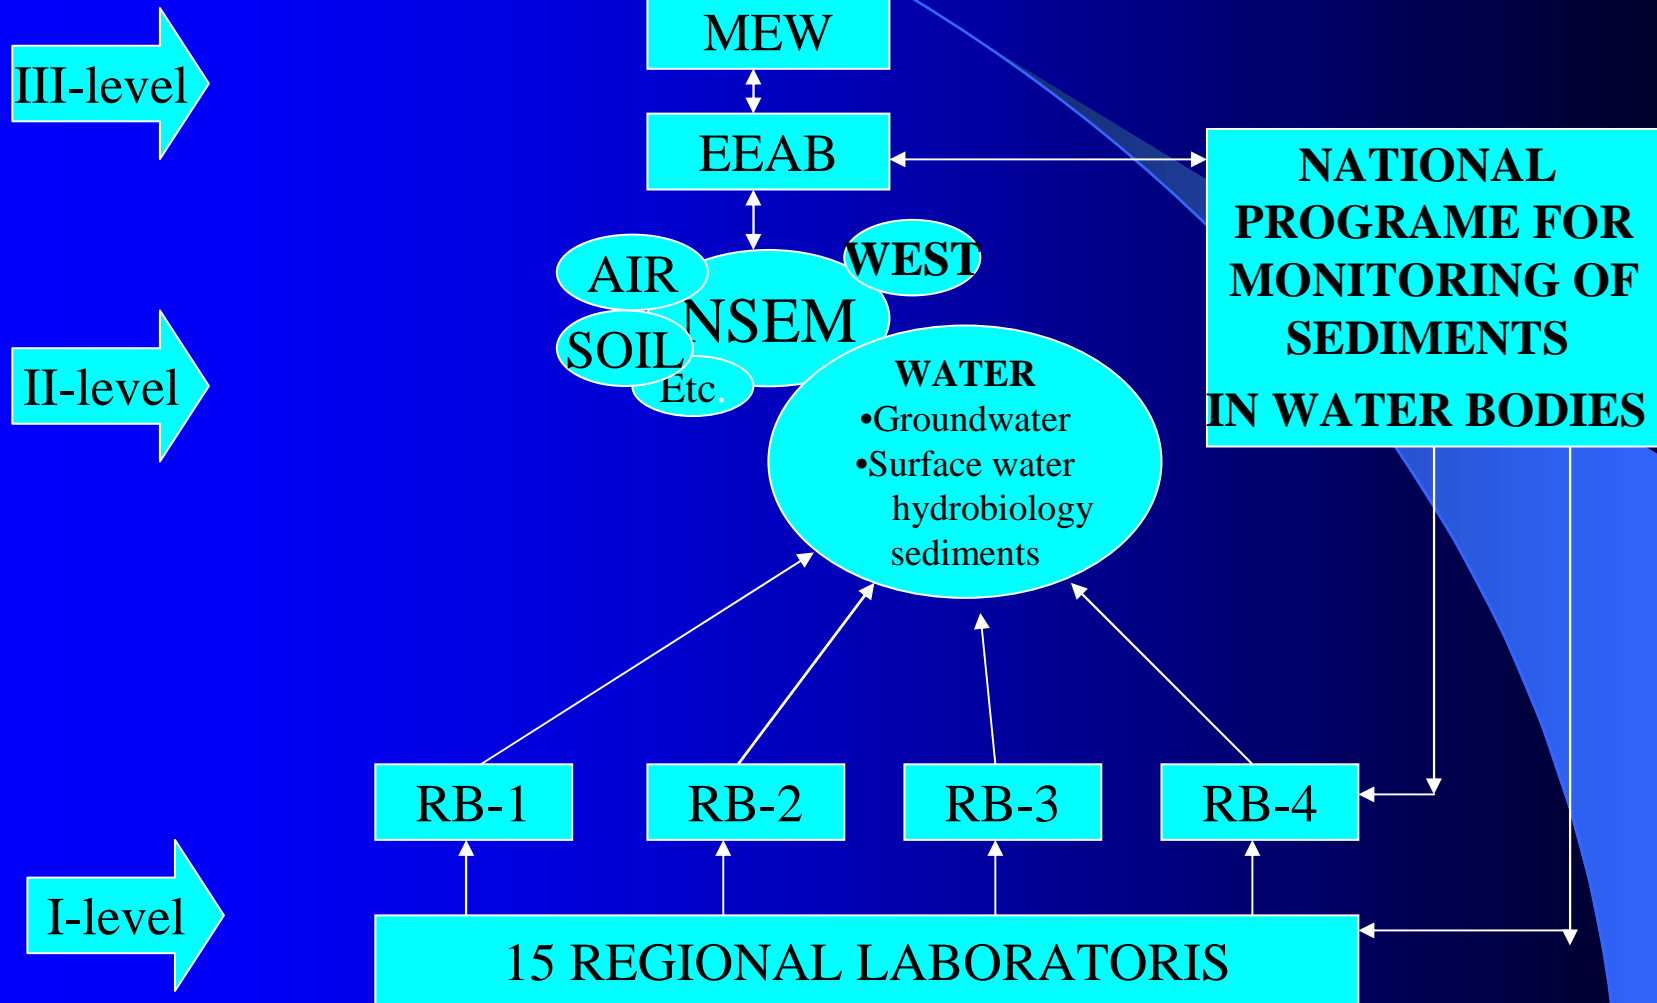 MEW
III-level
EEAB
NATIONAL
PROGRAME FOR
MONITORING OF
SEDIMENTS
IN WATER BODIES
WEST
AIR
NSEM
SOIL
Etc.
II-level
WATER
•Groundwater
•Surface water
hydrobiology
sediments
RB-1
RB-2
RB-3
RB-4
I-level
15 REGIONAL LABORATORIS